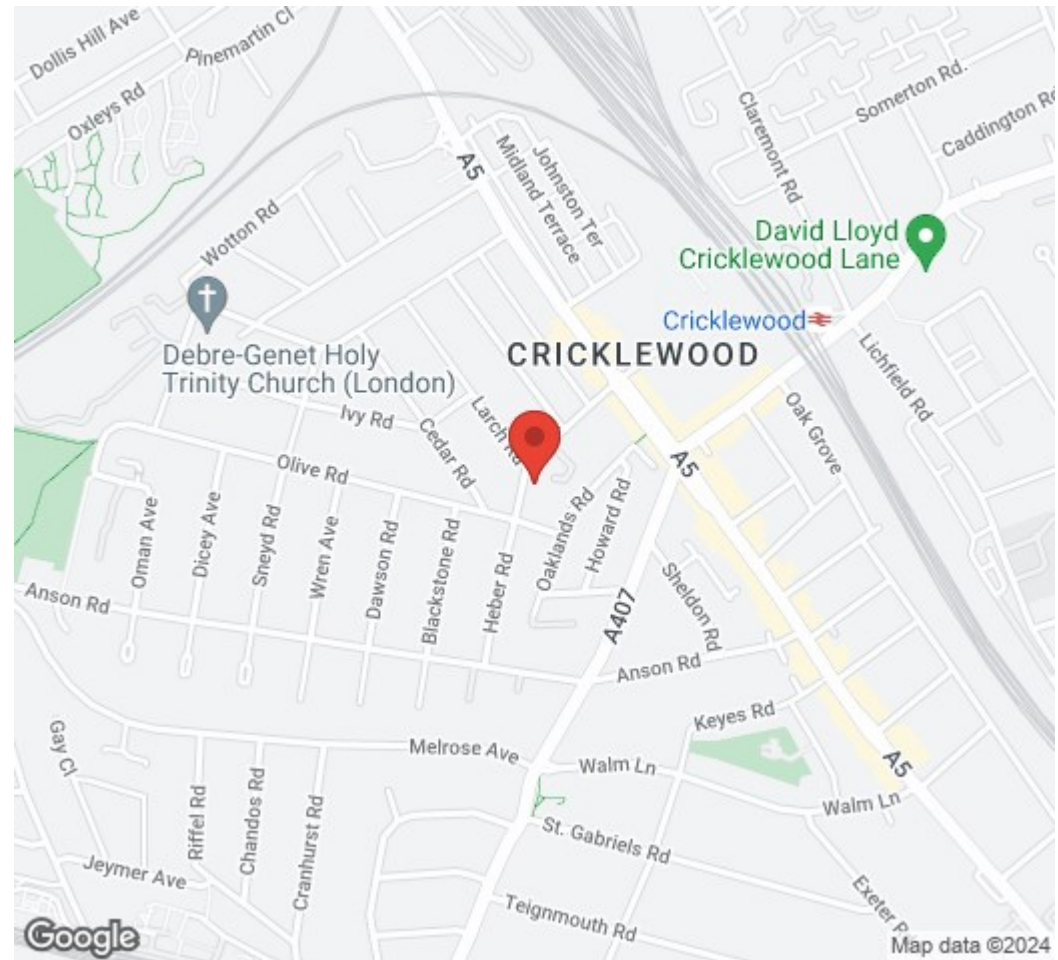 Dollis Hill Ave
Pinemartin Cl
Oxleys Rd
A5
Midland Terrace
Johnston Ter
Claremont Rd
Somerton Rd.
Caddington Rd
Wotton Rd
David Lloyd
Cricklewood Lane
Cricklewood
CRICKLEWOOD
Debre-Genet Holy
Trinity Church (London)
Lichfield Rd
Ivy Rd
Cedar Rd
Larch Rd
Oak Grove
A5
Olive Rd
Oman Ave
Dicey Ave
Sneyd Rd
Wren Ave
Dawson Rd
Blackstone Rd
Heber Rd
Oaklands Rd
Howard Rd
Sheldon Rd
A407
Anson Rd
Anson Rd
Keyes Rd
Gay Cl
Melrose Ave
Walm Ln
A5
Walm Ln
Riffel Rd
Chandos Rd
Cranhurst Rd
St. Gabriels Rd
Jeymer Ave
Exeter R
Teignmouth Rd
Google
Map data ©2024